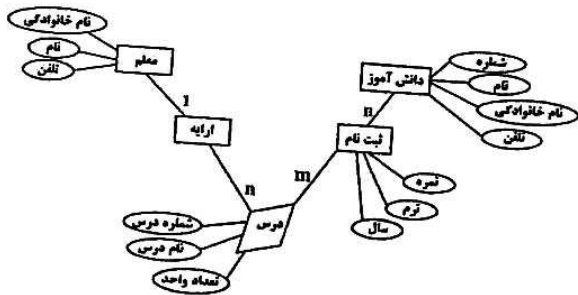 نام خانوادگی
نام
تلفن
معلم
1
ارایه
n
شماره
نام
نام خانوادگی
تلفن
دانش آموز
n
ثبت نام
m
نمره
ترم
سال
درس
شماره درس
نام درس
تعداد واحد